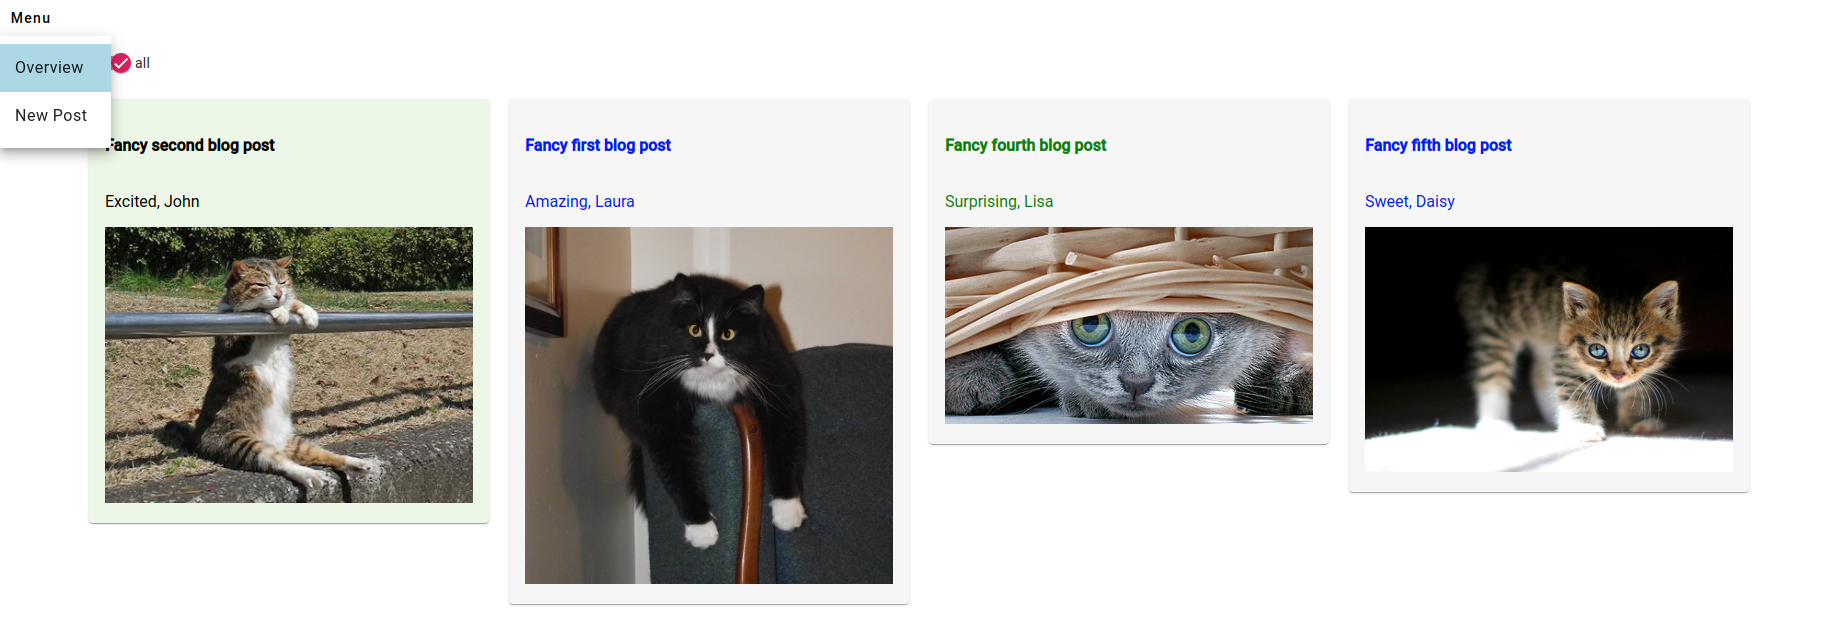 Menu
Overview
New Post
all
Fancy second blog post
Excited, John
Fancy first blog post
Amazing, Laura
Fancy fourth blog post
Surprising, Lisa
Fancy fifth blog post
Sweet, Daisy